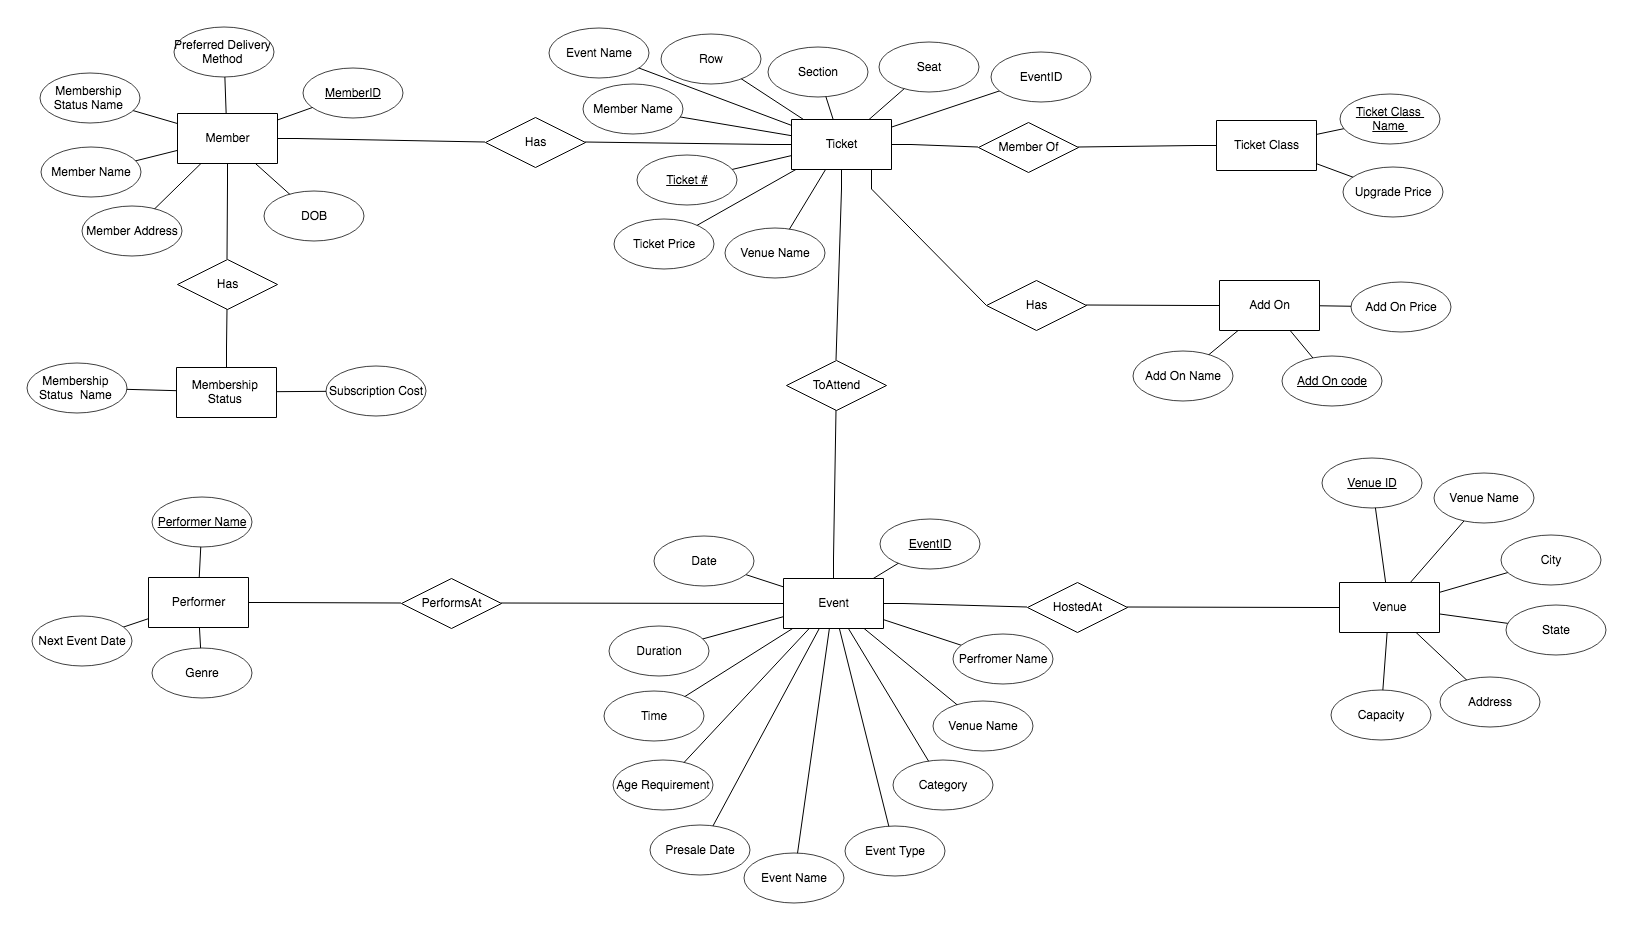 Preferred Delivery
Method
Membership
Status Name
MemberID
Member
Member Name
Member Address
DOB
Has
Event Name
Row
Section
Seat
EventID
Member Name
Ticket
Ticket #
Ticket Price
Venue Name
Member Of
Ticket Class
Ticket Class
Name
Upgrade Price
Has
Membership
Status  Name
Membership
Status
Subscription Cost
ToAttend
Has
Add On
Add On Price
Add On Name
Add On code
Performer Name
Performer
Next Event Date
Genre
PerformsAt
Date
EventID
Event
Duration
Time
Age Requirement
Presale Date
Event Name
Event Type
Category
Venue Name
Perfromer Name
HostedAt
Venue ID
Venue Name
City
Venue
State
Address
Capacity